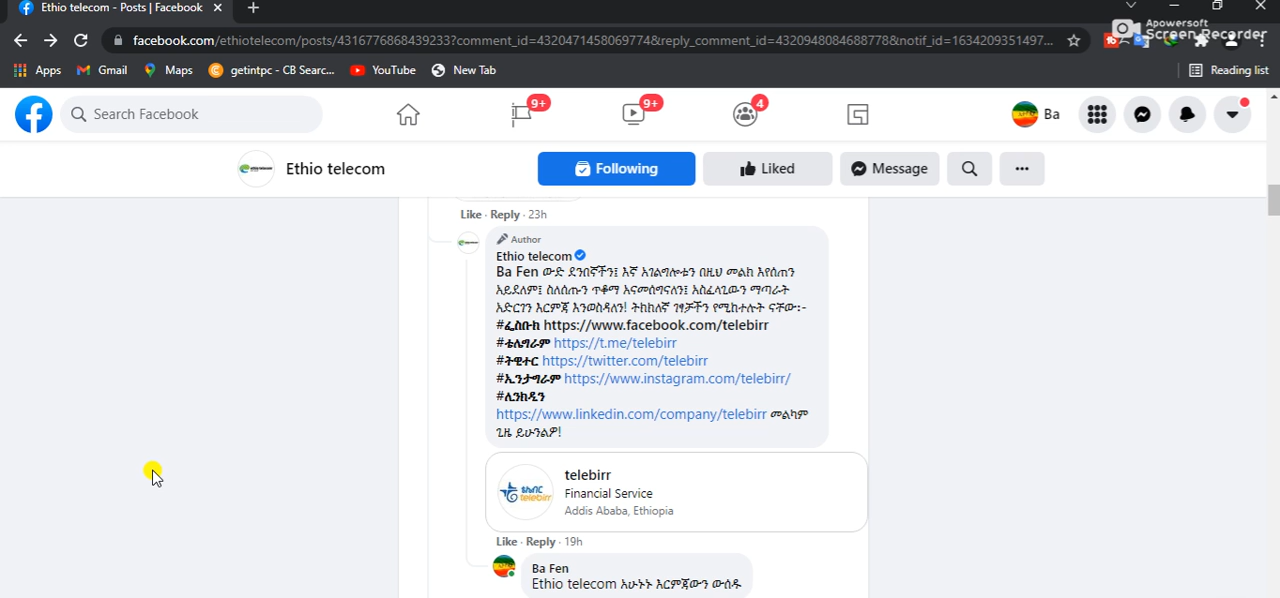 Ethio telecom - Posts | Facebook
Apowersoft
Screen Recorder
facebook.com/ethiotelecom/posts/4316776868439233?comment_id=4320471458069774&reply_comment_id=4320948084688778&notif_id=1634209351497...
Apps Gmail Maps getintpc - CB Searc... YouTube New Tab Reading list
Search Facebook 9+ 9+ 4 Ba
Ethio telecom Following Liked Message
Like · Reply · 23h
Author
Ethio telecom
Ba Fen ውድ ደንበኛችን፤ እኛ አገልግሎቱን በዚህ መልክ እየሰጠን
አይደለም፤ ስለሰጡን ጥቆማ እናመሰግናለን፤ አስፈላጊውን ማጣራት
አድርገን እርምጃ እንወስዳለን! ትክክለኛ ገፃችን የሚከተሉት ናቸው፡-
#ፌስቡክ https://www.facebook.com/telebirr
#ቴሌግራም https://t.me/telebirr
#ትዊተር https://twitter.com/telebirr
#ኢንታግራም https://www.instagram.com/telebirr/
#ሊንክዲን
https://www.linkedin.com/company/telebirr መልካም
ጊዜ ይሁንልዎ!
ቴሌብር
telebirr
telebirr
Financial Service
Addis Ababa, Ethiopia
Like · Reply · 19h
Ba Fen
Ethio telecom አሁኑኑ እርምጃውን ውሰዱ